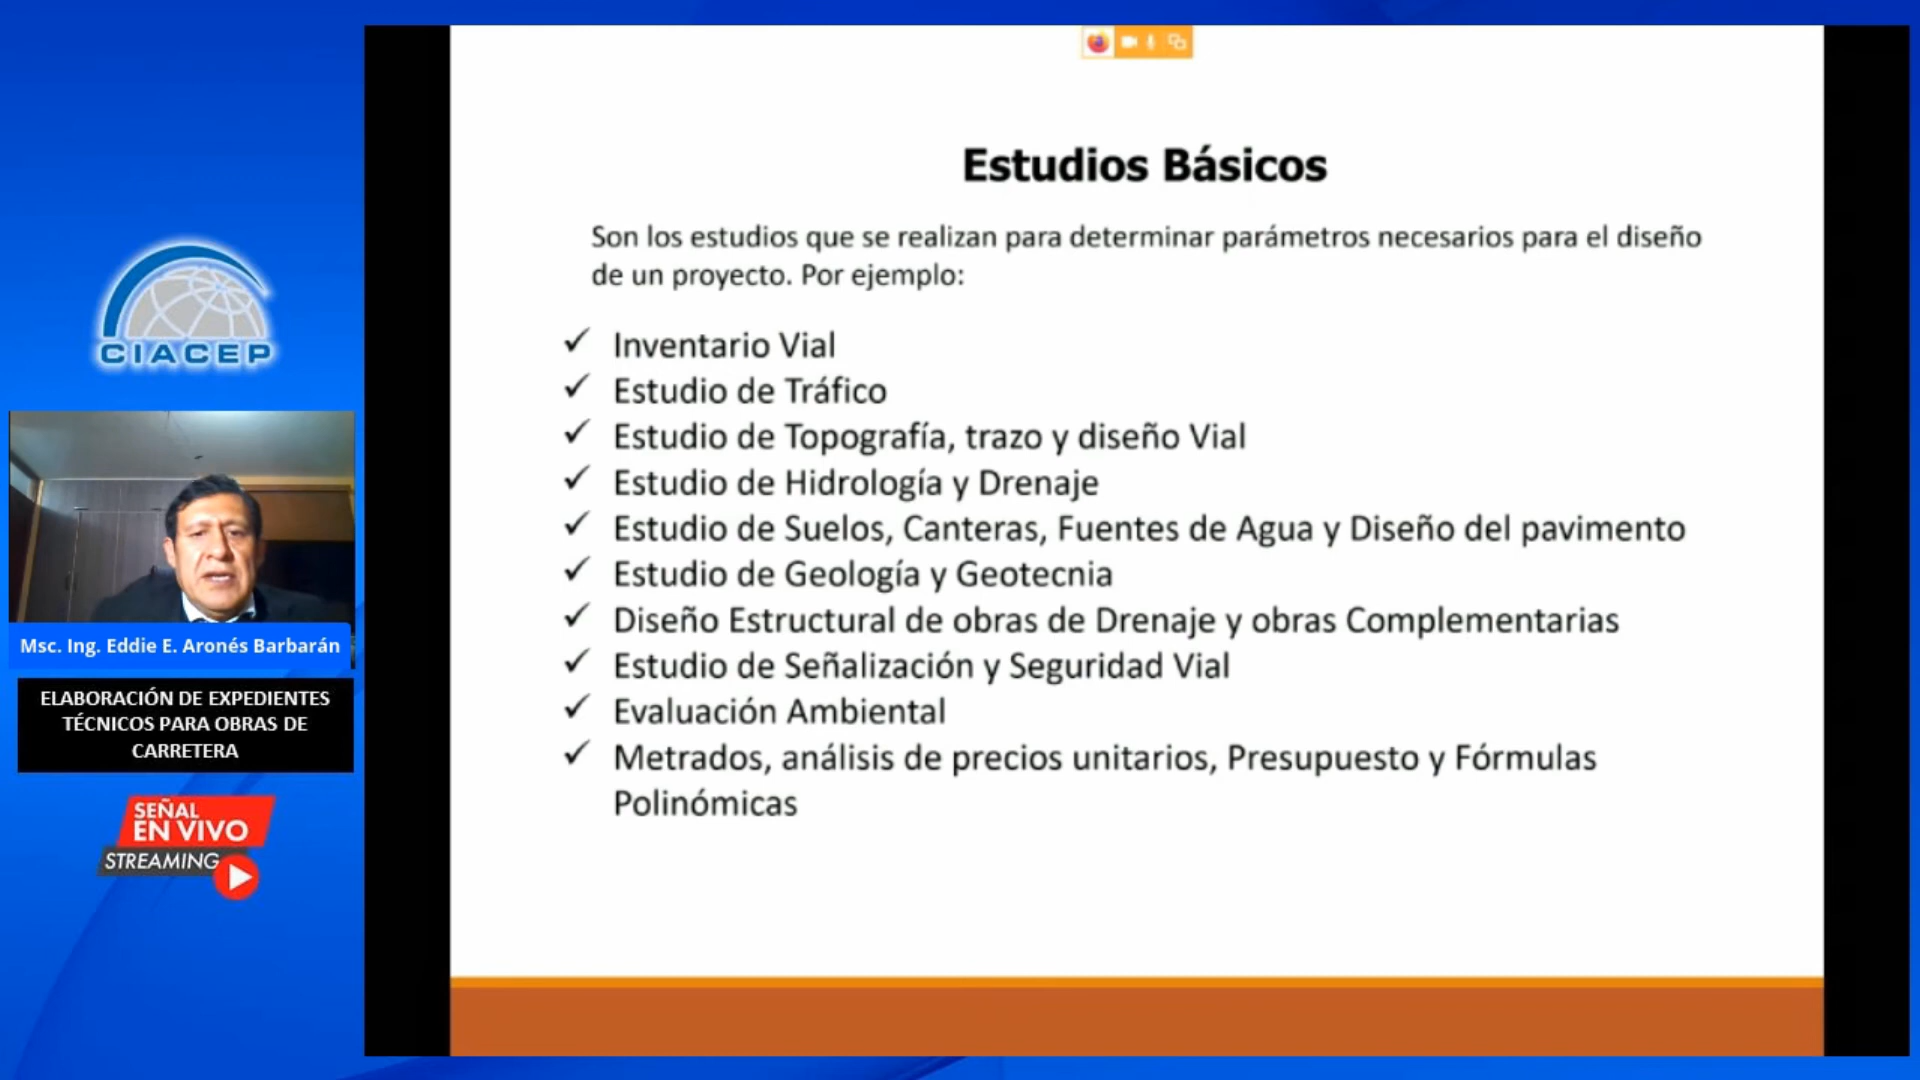 CIACEP
Msc. Ing. Eddie E. Aronés Barbarán
ELABORACIÓN DE EXPEDIENTES
TÉCNICOS PARA OBRAS DE
CARRETERA
SEÑAL
EN VIVO
STREAMING
Estudios Básicos
Son los estudios que se realizan para determinar parámetros necesarios para el diseño
de un proyecto. Por ejemplo:
✓ Inventario Vial
✓ Estudio de Tráfico
✓ Estudio de Topografía, trazo y diseño Vial
✓ Estudio de Hidrología y Drenaje
✓ Estudio de Suelos, Canteras, Fuentes de Agua y Diseño del pavimento
✓ Estudio de Geología y Geotecnia
✓ Diseño Estructural de obras de Drenaje y obras Complementarias
✓ Estudio de Señalización y Seguridad Vial
✓ Evaluación Ambiental
✓ Metrados, análisis de precios unitarios, Presupuesto y Fórmulas
Polinómicas